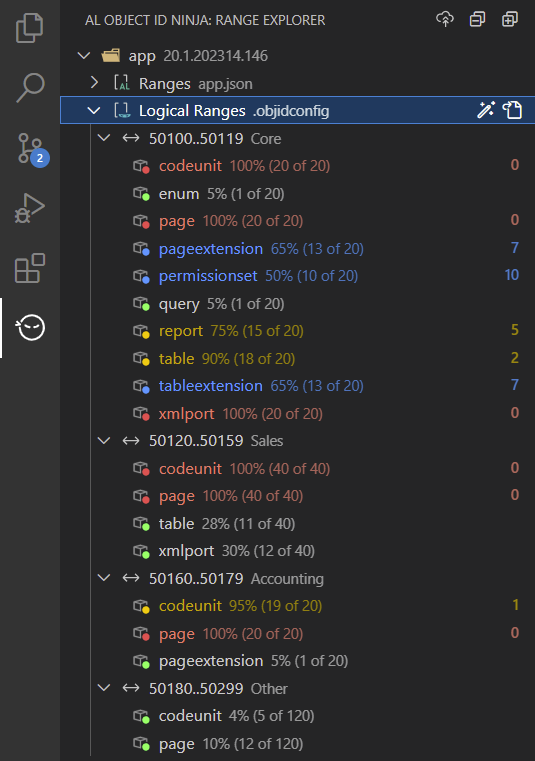 AL OBJECT ID NINJA: RANGE EXPLORER
app 20.1.202314.146
Ranges app.json
Logical Ranges .objidconfig
50100..50119 Core
2
codeunit 100% (20 of 20) 0
enum 5% (1 of 20)
page 100% (20 of 20) 0
pageextension 65% (13 of 20) 7
permissionset 50% (10 of 20) 10
query 5% (1 of 20)
report 75% (15 of 20) 5
table 90% (18 of 20) 2
tableextension 65% (13 of 20) 7
xmlport 100% (20 of 20) 0
50120..50159 Sales
codeunit 100% (40 of 40) 0
page 100% (40 of 40) 0
table 28% (11 of 40)
xmlport 30% (12 of 40)
50160..50179 Accounting
codeunit 95% (19 of 20) 1
page 100% (20 of 20) 0
pageextension 5% (1 of 20)
50180..50299 Other
codeunit 4% (5 of 120)
page 10% (12 of 120)